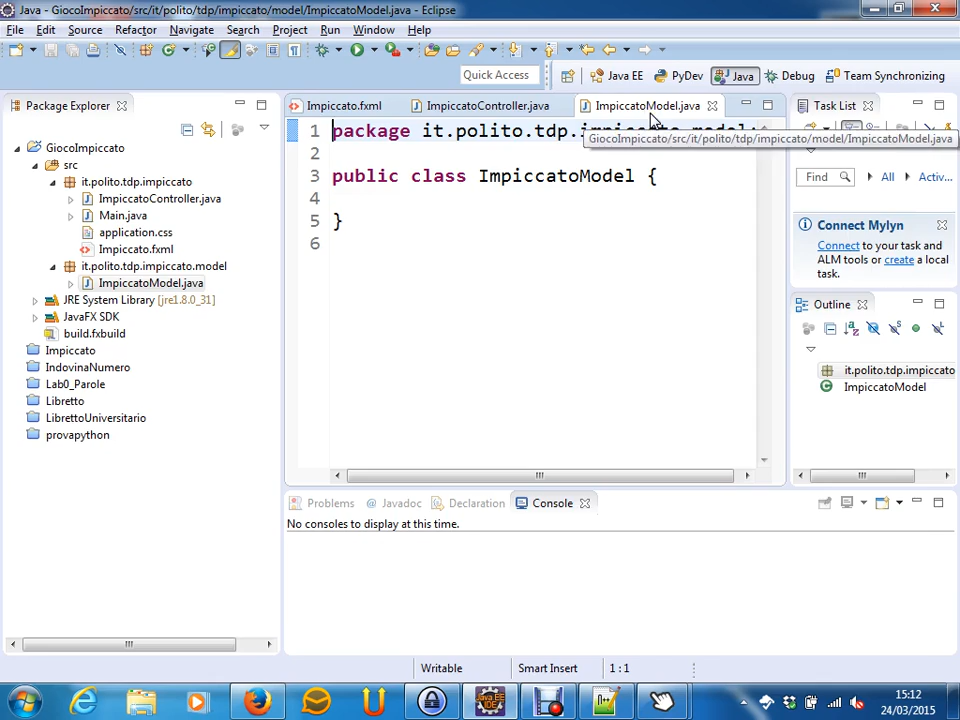 Java - GiocoImpiccato/src/it/polito/tdp/impiccato/model/ImpiccatoModel.java - Eclipse
File Edit Source Refactor Navigate Search Project Run Window Help
Quick Access Java EE PyDev Java Debug Team Synchronizing
Package Explorer
GiocoImpiccato
src
it.polito.tdp.impiccato
ImpiccatoController.java
Main.java
application.css
Impiccato.fxml
it.polito.tdp.impiccato.model
ImpiccatoModel.java
JRE System Library [jre1.8.0_31]
JavaFX SDK
build.fxbuild
Impiccato
IndovinaNumero
Lab0_Parole
Libretto
LibrettoUniversitario
provapython
Impiccato.fxml ImpiccatoController.java ImpiccatoModel.java
1 package it.polito.tdp.impiccato.model;
GiocoImpiccato/src/it/polito/tdp/impiccato/model/ImpiccatoModel.java
2
3 public class ImpiccatoModel {
4
5 }
6
Task List
Find All Activ...
Connect Mylyn
Connect to your task and
ALM tools or create a local
task.
Outline
it.polito.tdp.impiccato
ImpiccatoModel
Problems @ Javadoc Declaration Console
No consoles to display at this time.
Writable Smart Insert 1 : 1
Java EE
IDE
15:12
24/03/2015